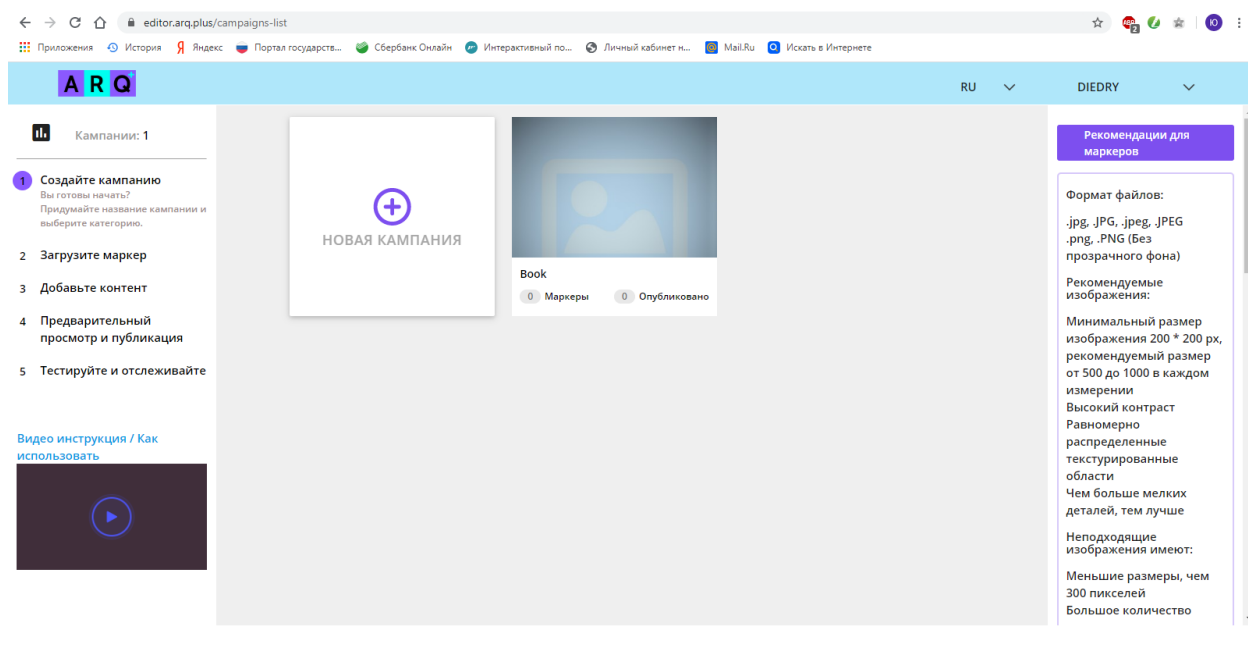 editor.arq.plus/campaigns-list
ABP
2
Ю
Приложения История Яндекс Портал государств... Сбербанк Онлайн Интерактивный по... Личный кабинет н... Mail.Ru Искать в Интернете
ARQ+
RU
DIEDRY
Кампании: 1
1 Создайте кампанию
Вы готовы начать?
Придумайте название кампании и
выберите категорию.
2 Загрузите маркер
3 Добавьте контент
4 Предварительный
просмотр и публикация
5 Тестируйте и отслеживайте
Видео инструкция / Как
использовать
НОВАЯ КАМПАНИЯ
Book
0 Маркеры 0 Опубликовано
Рекомендации для
маркеров
Формат файлов:
.jpg, .JPG, .jpeg, .JPEG
.png, .PNG (Без
прозрачного фона)
Рекомендуемые
изображения:
Минимальный размер
изображения 200 * 200 px,
рекомендуемый размер
от 500 до 1000 в каждом
измерении
Высокий контраст
Равномерно
распределенные
текстурированные
области
Чем больше мелких
деталей, тем лучше
Неподходящие
изображения имеют:
Меньшие размеры, чем
300 пикселей
Большое количество